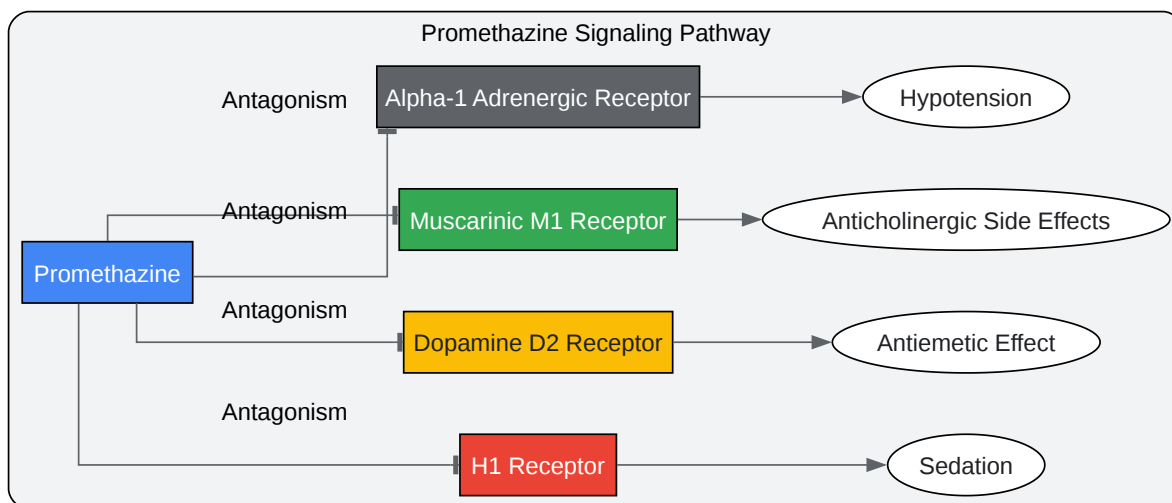 Promethazine Signaling Pathway
Antagonism
Alpha-1 Adrenergic Receptor
Hypotension
Antagonism
Muscarinic M1 Receptor
Anticholinergic Side Effects
Promethazine
Antagonism
Dopamine D2 Receptor
Antiemetic Effect
Antagonism
H1 Receptor
Sedation